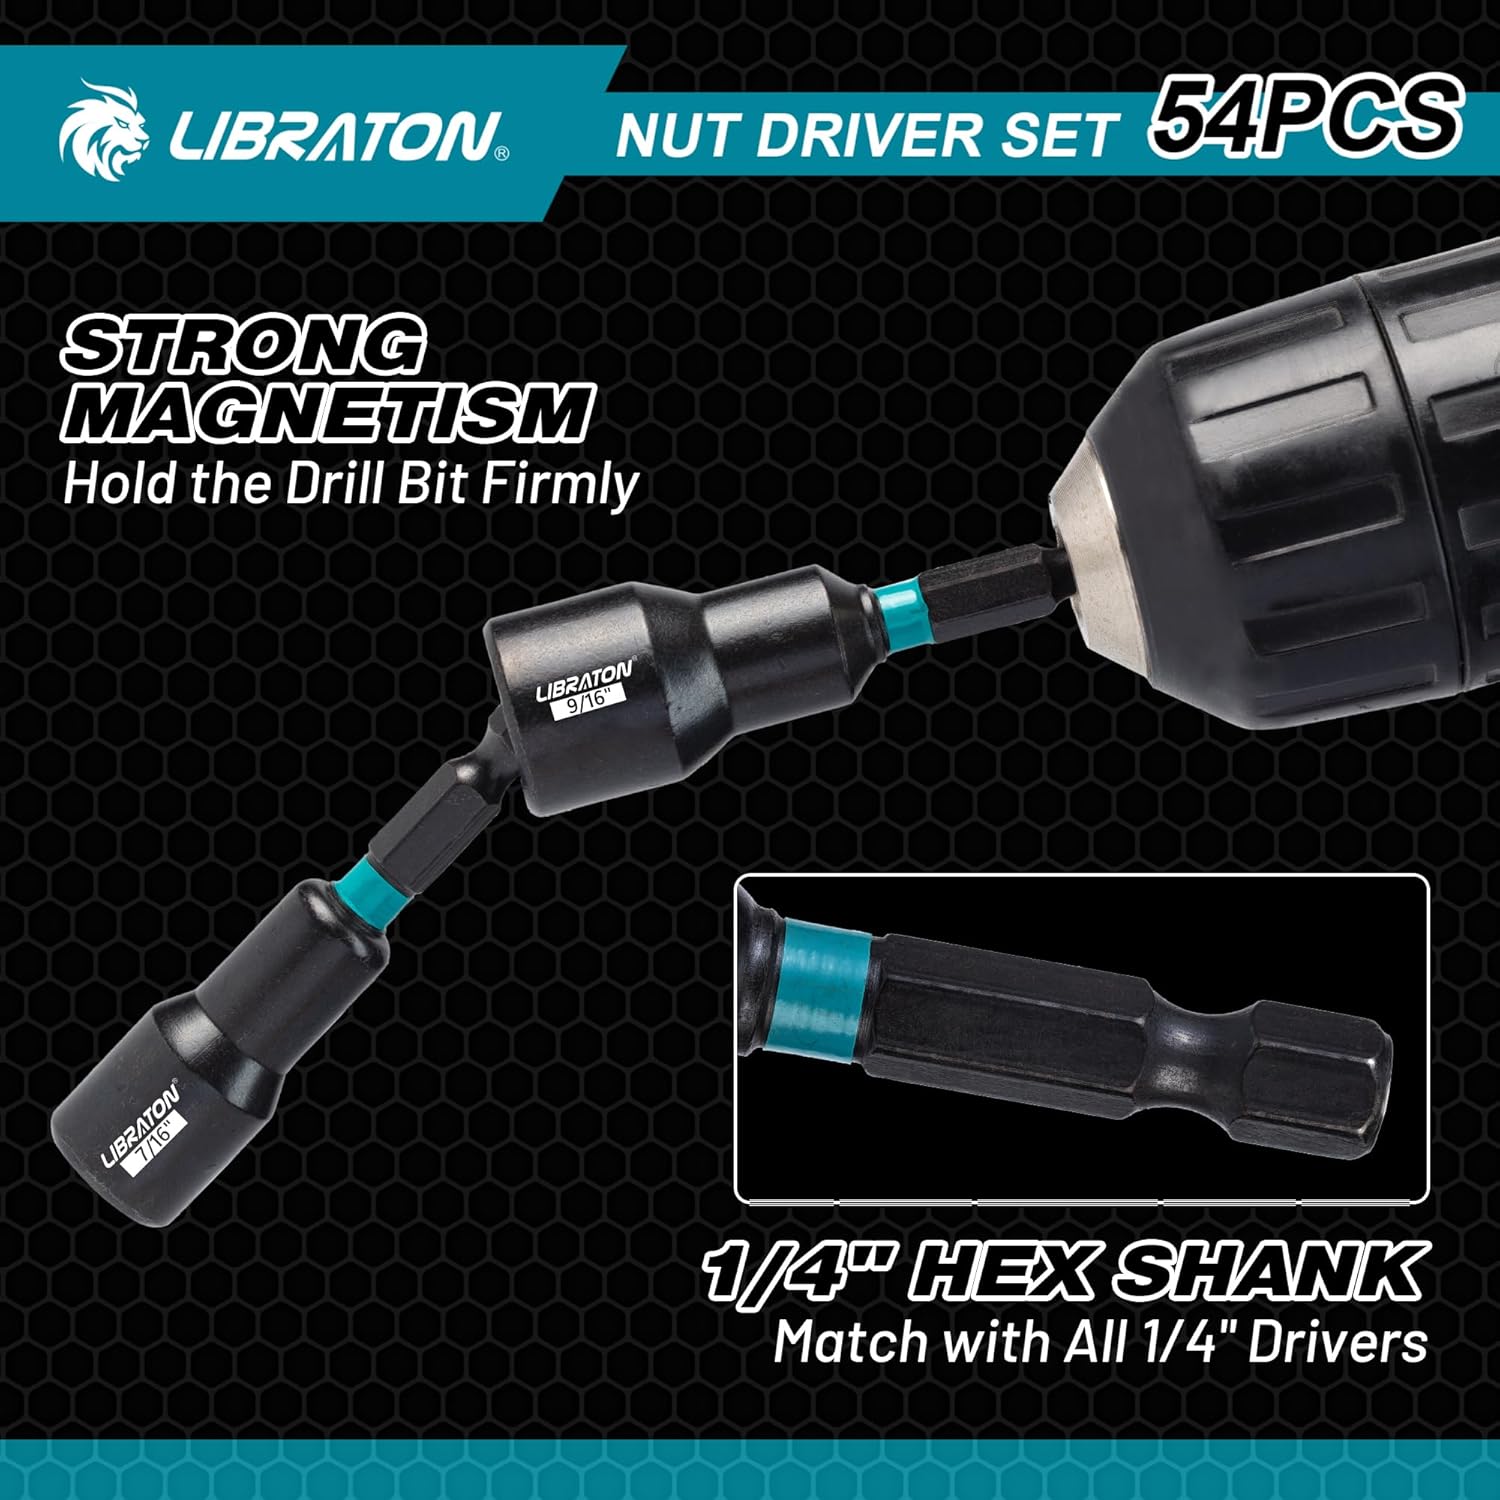 LIBRATON®
NUT DRIVER SET 54PCS
STRONG
MAGNETISM
Hold the Drill Bit Firmly
LIBRATON®
9/16"
LIBRATON®
7/16"
1/4" HEX SHANK
Match with All 1/4" Drivers